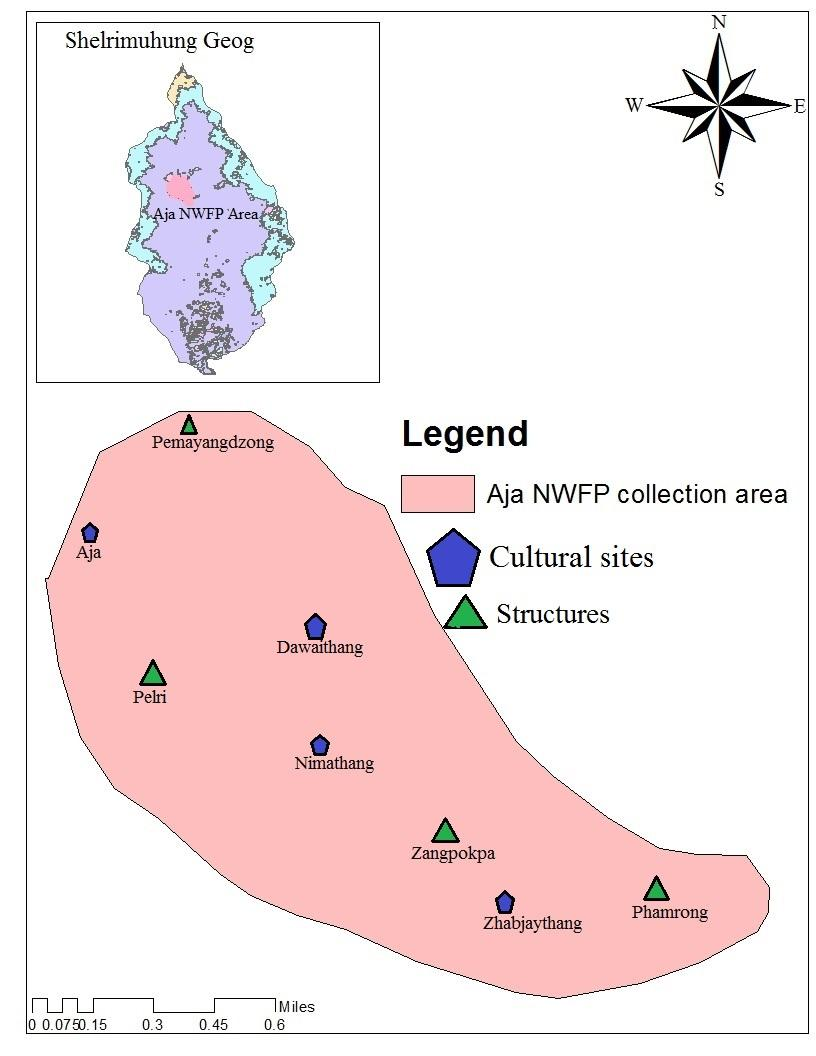 Shelrimuhung Geog
Aja NWFP Area
N
W
E
S
Legend
Aja NWFP collection area
Cultural sites
Structures
Pemayangdzong
Aja
Dawaithang
Pelri
Nimathang
Zangpokpa
Zhabjaythang
Phamrong
Miles
0 0.075 0.15 0.3 0.45 0.6